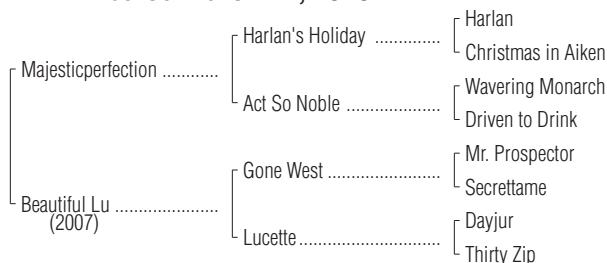 Harlan
Harlan's Holiday ..............
Christmas in Aiken
Majesticperfection ............
Wavering Monarch
Act So Noble .....................
Driven to Drink
Mr. Prospector
Gone West .........................
Secrettame
Beautiful Lu ......................
(2007)
Dayjur
Lucette ...............................
Thirty Zip